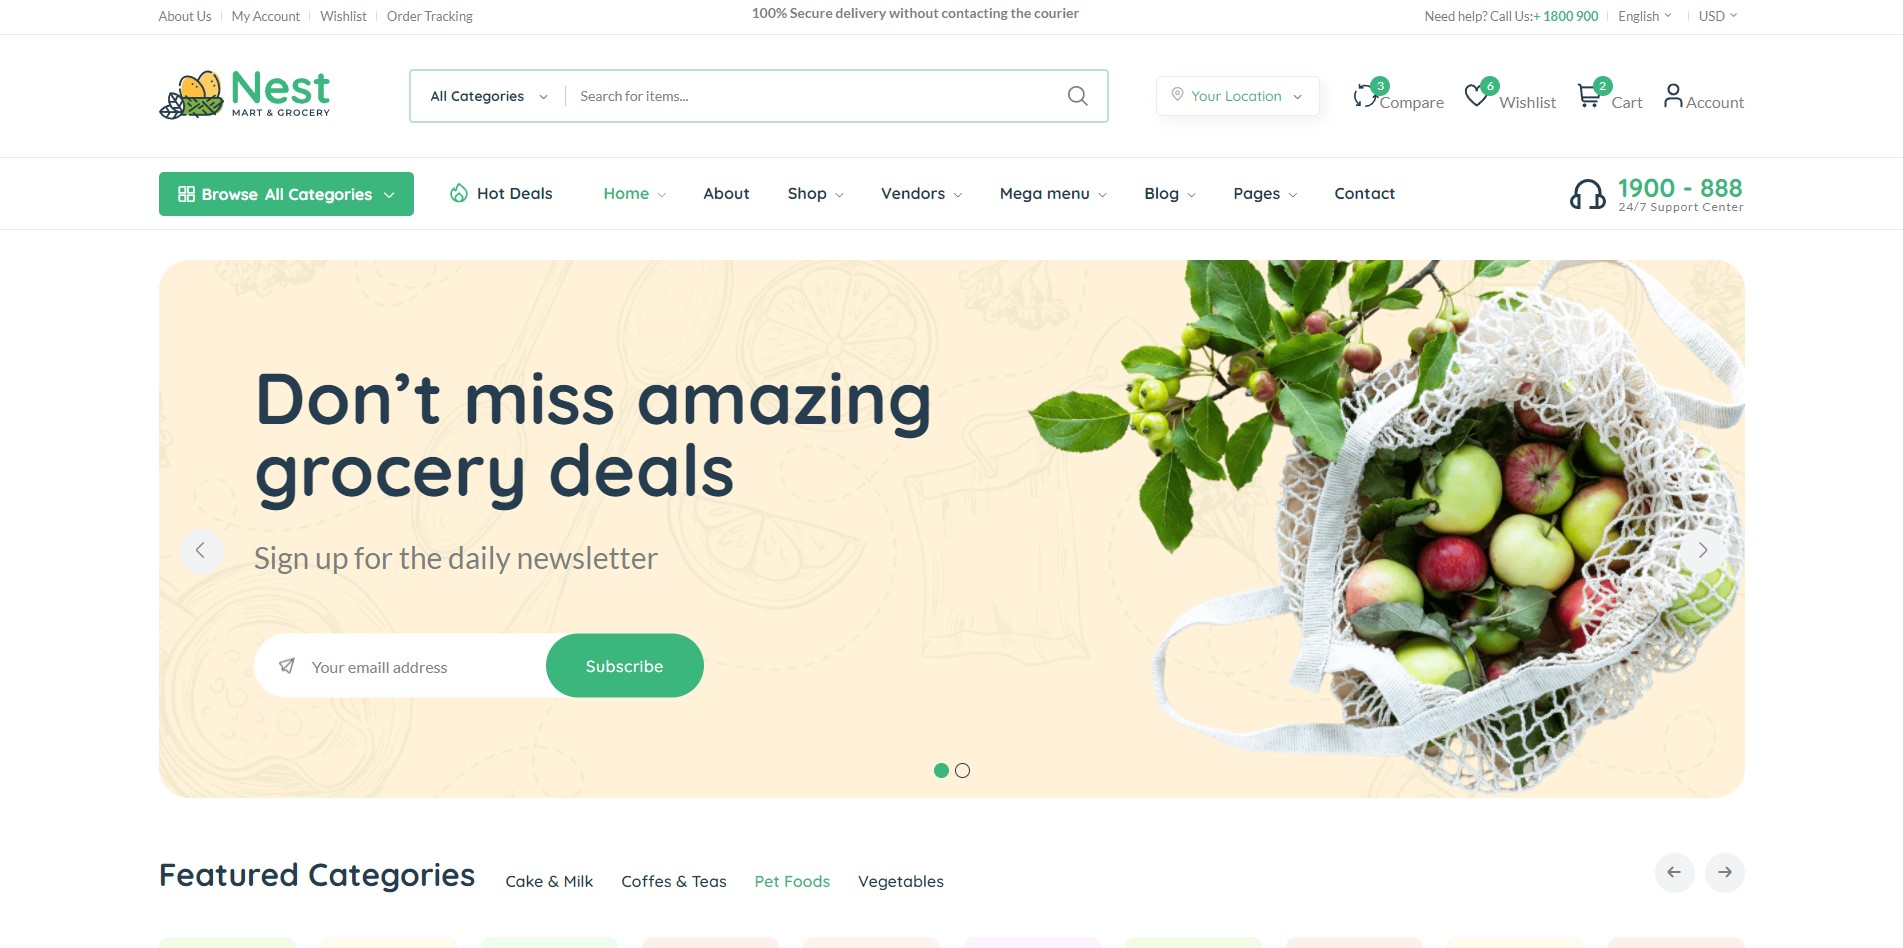 About Us
My Account
Wishlist
Order Tracking
100% Secure delivery without contacting the courier
Need help? Call Us:+ 1800 900
English
USD
Nest
MART & GROCERY
All Categories
Search for items...
Your Location
3
Compare
6
Wishlist
2
Cart
Account
Browse All Categories
Hot Deals
Home
About
Shop
Vendors
Mega menu
Blog
Pages
Contact
1900 - 888
24/7 Support Center
Don’t miss amazing
grocery deals
Sign up for the daily newsletter
Your emaill address
Subscribe
Featured Categories
Cake & Milk
Coffes & Teas
Pet Foods
Vegetables